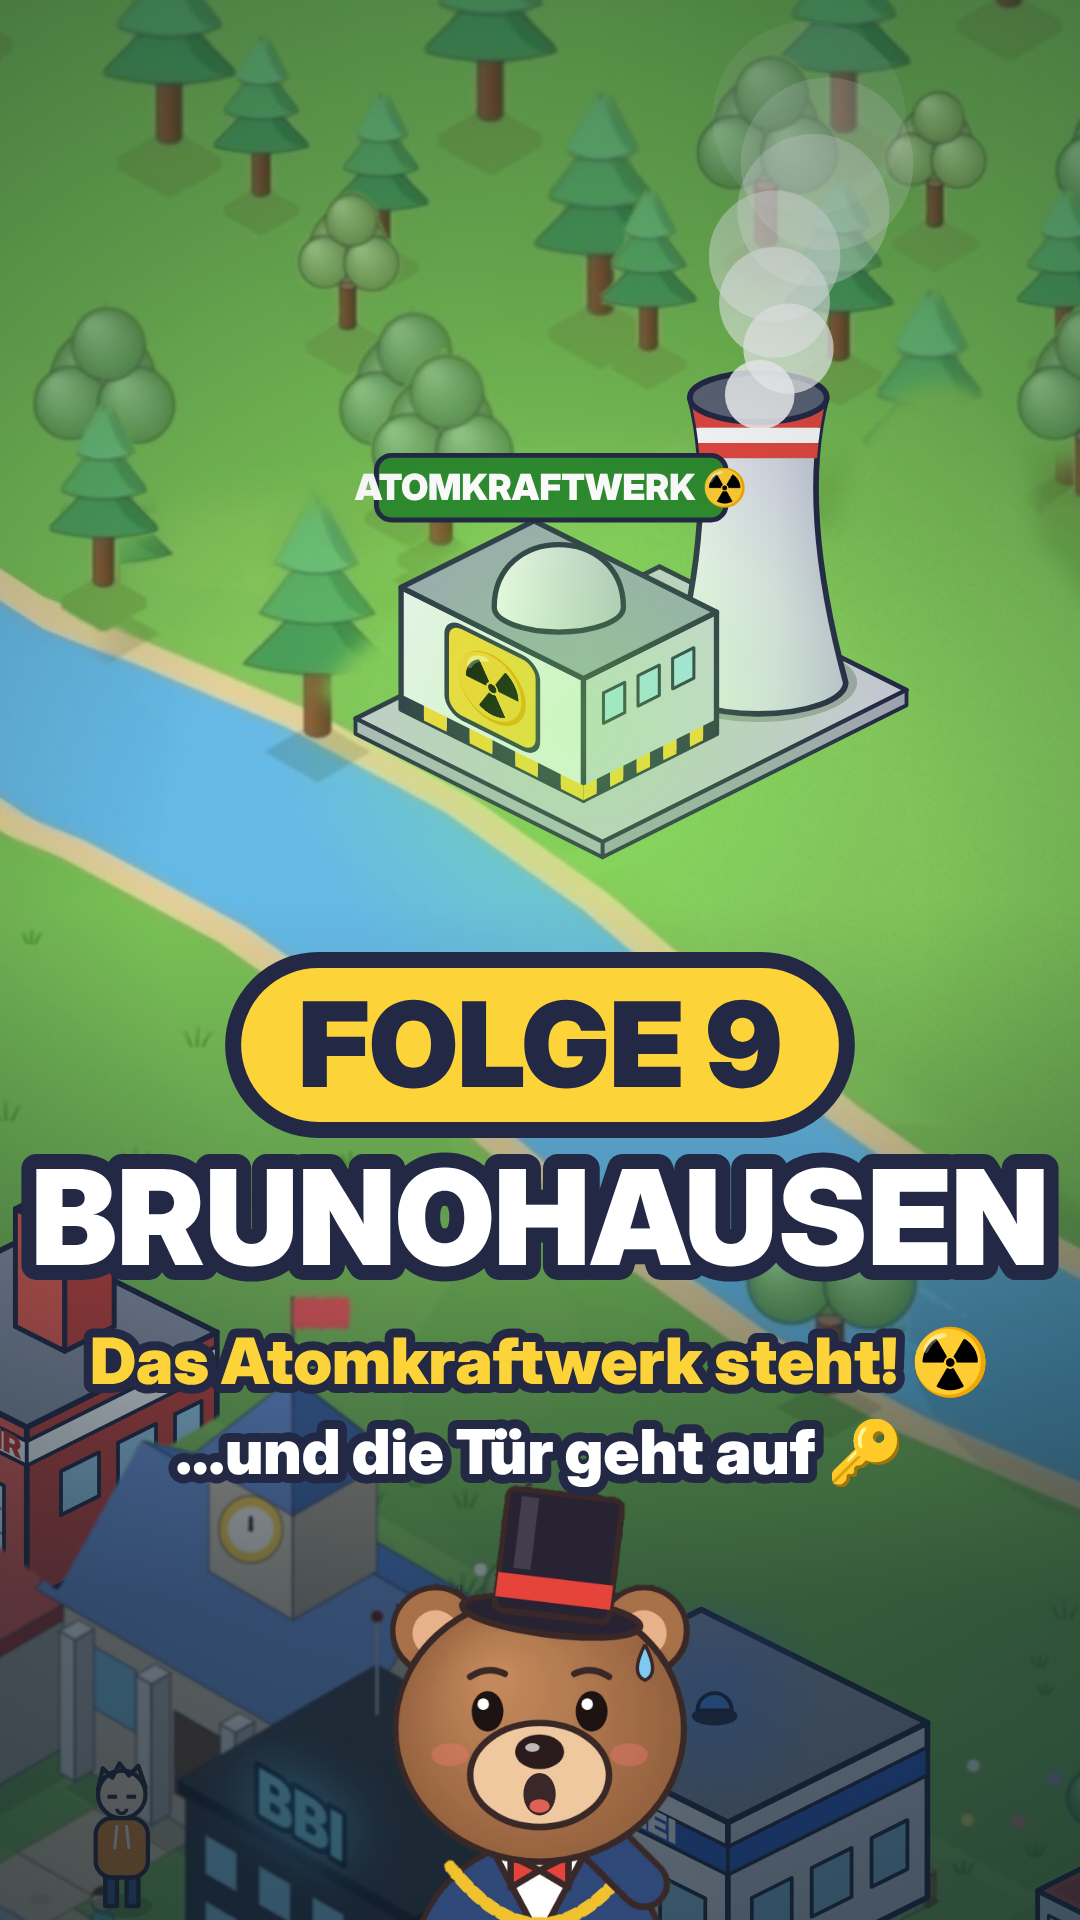 ATOMKRAFTWERK ☢️
FOLGE 9
BRUNOHAUSEN
Das Atomkraftwerk steht! ☢️
...und die Tür geht auf 🔑
BBI